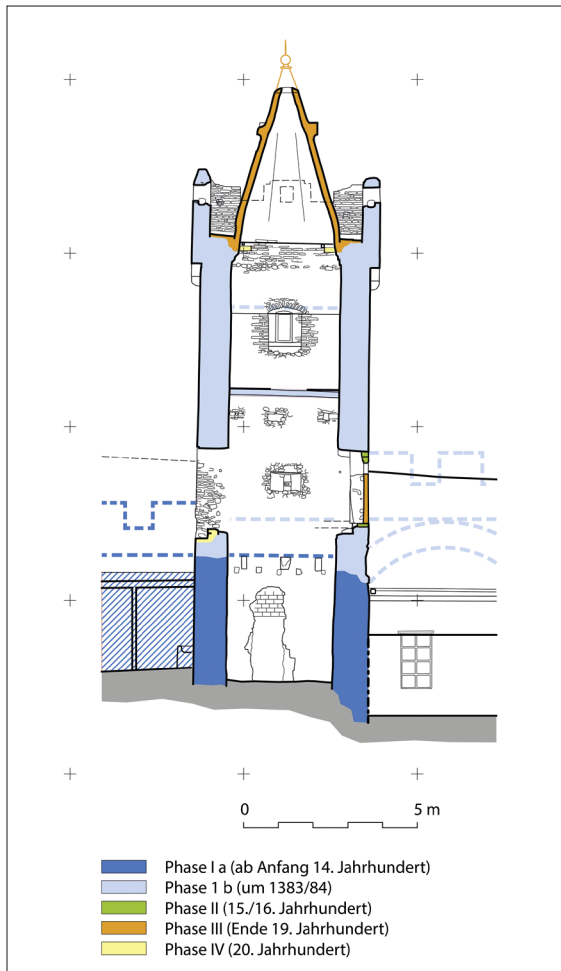 0 5 m
Phase I a (ab Anfang 14. Jahrhundert)
Phase 1 b (um 1383/84)
Phase II (15./16. Jahrhundert)
Phase III (Ende 19. Jahrhundert)
Phase IV (20. Jahrhundert)